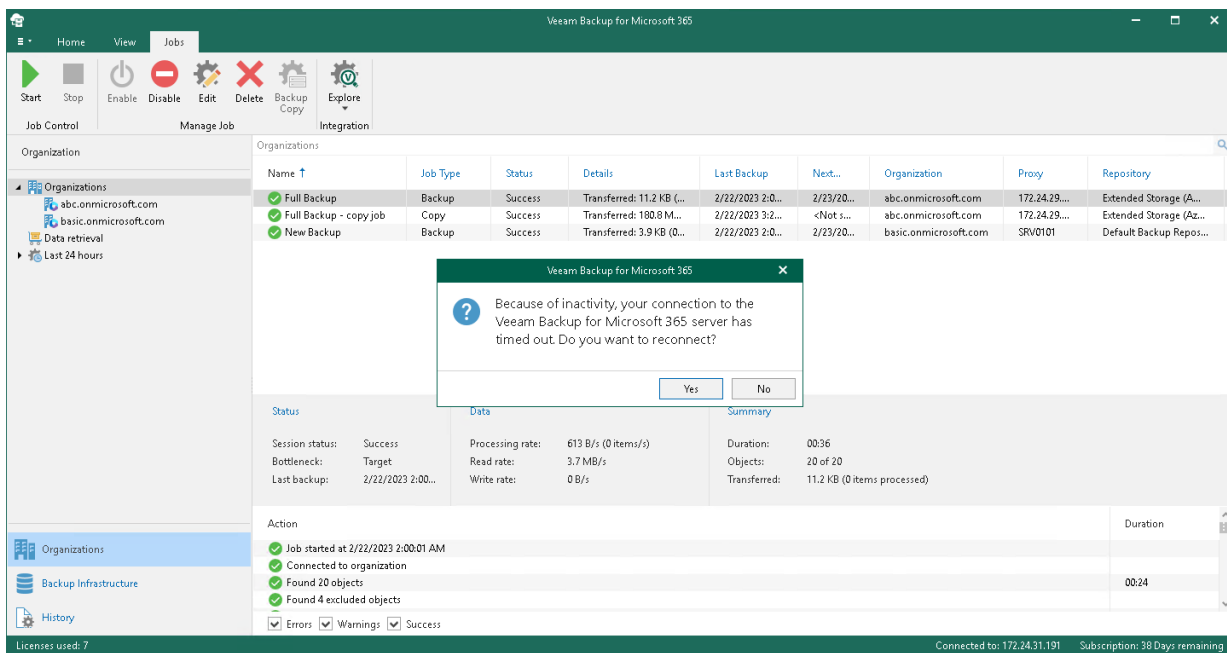 Veeam Backup for Microsoft 365
Home View Jobs
Start Stop Enable Disable Edit Delete Backup Copy Explore
Job Control Manage Job Integration
Organization
Organizations
abc.onmicrosoft.com
basic.onmicrosoft.com
Data retrieval
Last 24 hours
Organizations
Name Job Type Status Details Last Backup Next... Organization Proxy Repository
Full Backup Backup Success Transferred: 11.2 KB (... 2/22/2023 2:0... 2/23/20... abc.onmicrosoft.com 172.24.29.... Extended Storage (A...
Full Backup - copy job Copy Success Transferred: 180.8 M... 2/22/2023 3:2... <Not s... abc.onmicrosoft.com 172.24.29.... Extended Storage (Az...
New Backup Backup Success Transferred: 3.9 KB (0... 2/22/2023 2:0... 2/23/20... basic.onmicrosoft.com SRV0101 Default Backup Repos...
Veeam Backup for Microsoft 365
Because of inactivity, your connection to the
Veeam Backup for Microsoft 365 server has
timed out. Do you want to reconnect?
Yes No
Status Data Summary
Session status: Success Processing rate: 613 B/s (0 items/s) Duration: 00:36
Bottleneck: Target Read rate: 3.7 MB/s Objects: 20 of 20
Last backup: 2/22/2023 2:00... Write rate: 0 B/s Transferred: 11.2 KB (0 items processed)
Action Duration
Job started at 2/22/2023 2:00:01 AM
Connected to organization
Found 20 objects 00:24
Found 4 excluded objects
Errors Warnings Success
Organizations
Backup Infrastructure
History
Licenses used: 7 Connected to: 172.24.31.191 Subscription: 38 Days remaining